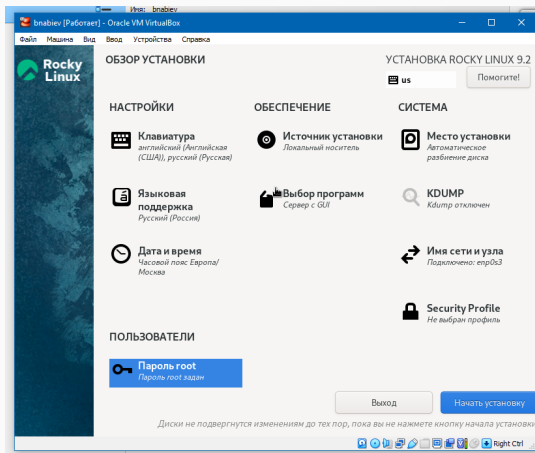 Имя: bnabiev
bnabiev [Работает] - Oracle VM VirtualBox
Файл Машина Вид Ввод Устройства Справка
Rocky
Linux
ОБЗОР УСТАНОВКИ
УСТАНОВКА ROCKY LINUX 9.2
us
Помогите!
НАСТРОЙКИ
Клавиатура
английский (Английская
(США)), русский (Русская)
Языковая
поддержка
Русский (Россия)
Дата и время
Часовой пояс Европа/
Москва
ОБЕСПЕЧЕНИЕ
Источник установки
Локальный носитель
Выбор программ
Сервер с GUI
СИСТЕМА
Место установки
Автоматическое
разбиение диска
KDUMP
Kdump отключен
Имя сети и узла
Подключено: enp0s3
Security Profile
Не выбран профиль
ПОЛЬЗОВАТЕЛИ
Пароль root
Пароль root задан
Выход
Начать установку
Диски не подвергнутся изменениям до тех пор, пока вы не нажмете кнопку начала установки
Right Ctrl